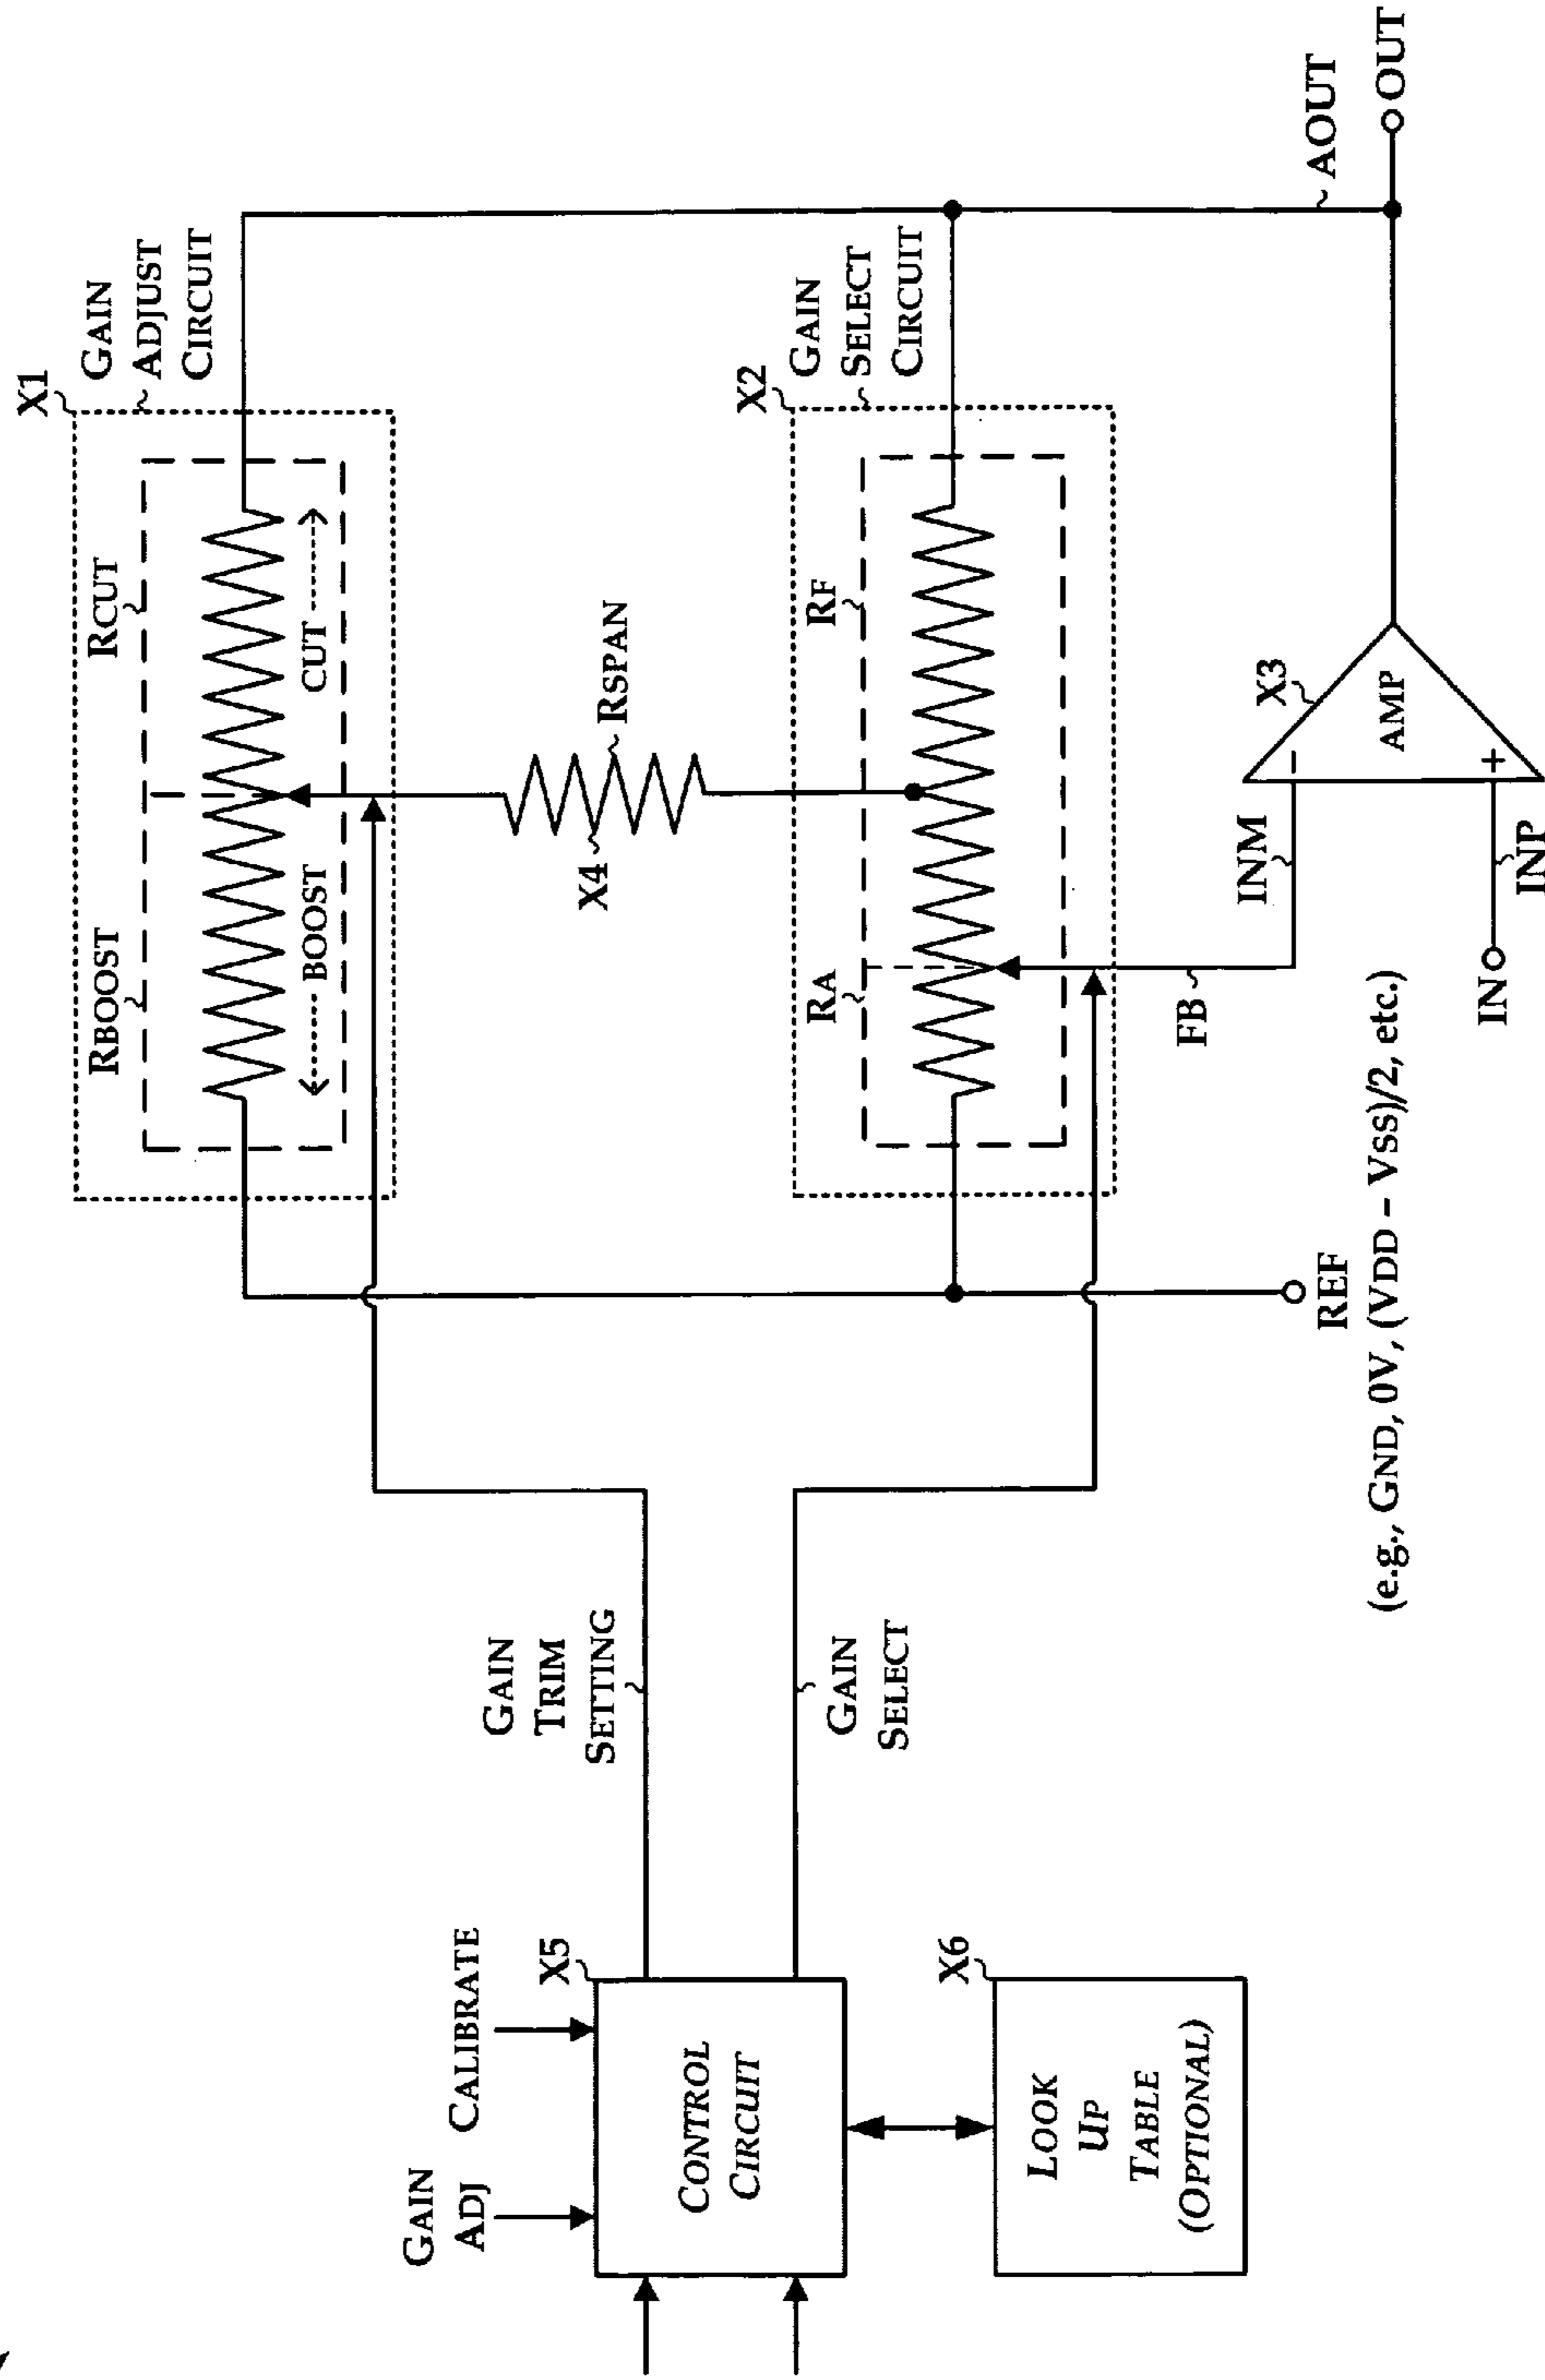 X1
GAIN
ADJUST
CIRCUIT
RBOOST
RCUT
BOOST
CUT
GAIN ADJ
CALIBRATE
GAIN
TRIM
SETTING
X4
RSPAN
X5
CONTROL
CIRCUIT
X2
GAIN
SELECT
CIRCUIT
RA
RF
GAIN
SELECT
X6
LOOK
UP
TABLE
(OPTIONAL)
FB
INM
X3
−
AMP
+
AOUT
REF
(e.g., GND, 0V, (VDD – VSS)/2, etc.)
IN
INP
OUT